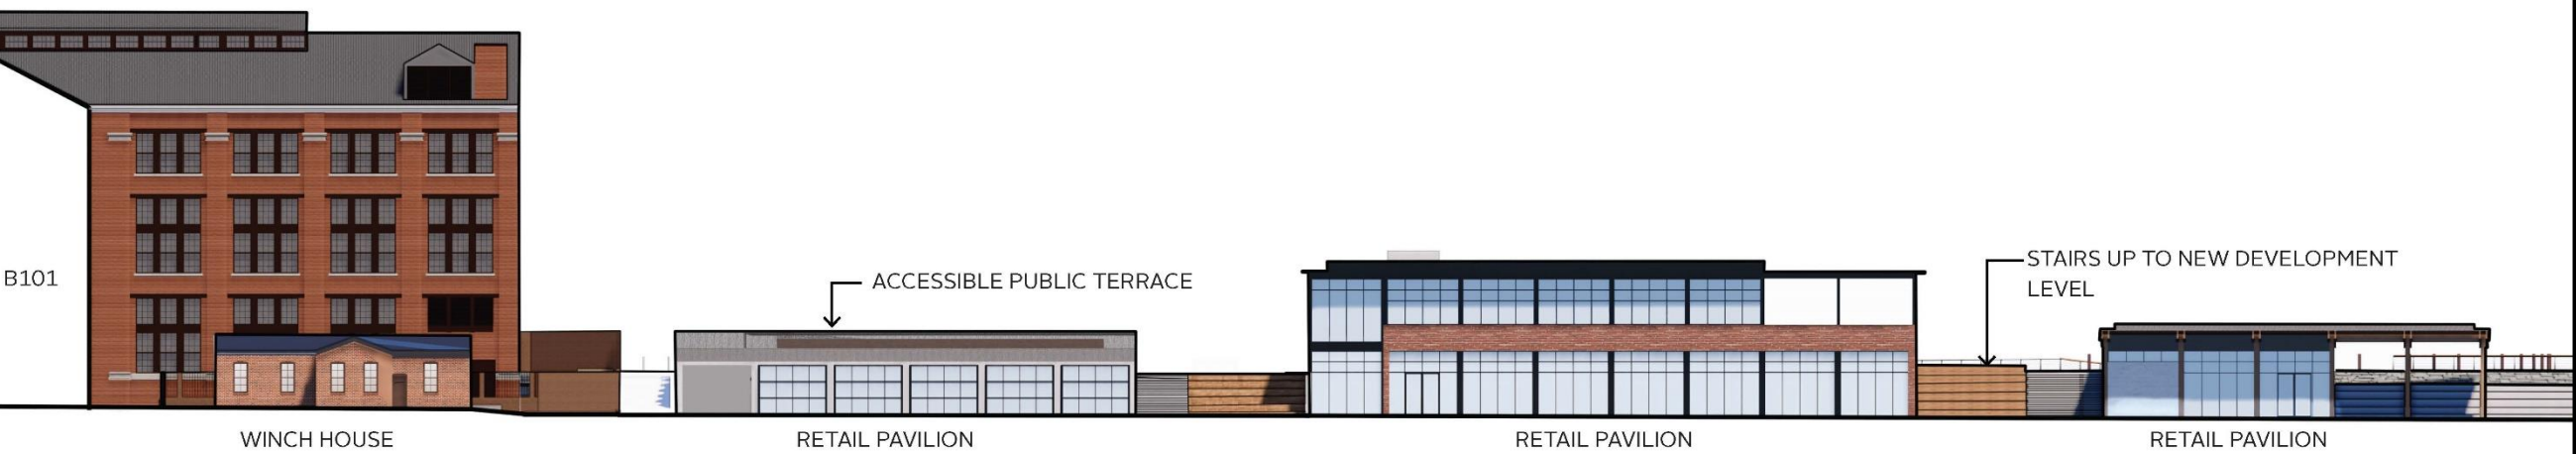 B101
ACCESSIBLE PUBLIC TERRACE
STAIRS UP TO NEW DEVELOPMENT
LEVEL
WINCH HOUSE
RETAIL PAVILION
RETAIL PAVILION
RETAIL PAVILION